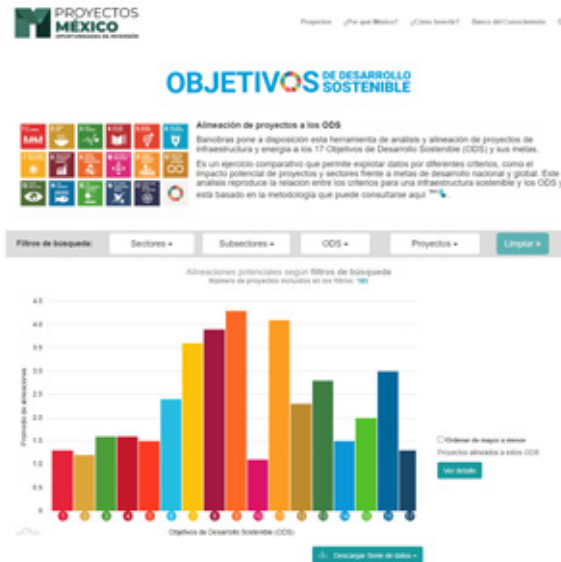 PROYECTOS
MÉXICO
OPORTUNIDADES DE INVERSIÓN
Proyectos ¿Por qué México? ¿Cómo Invertir? Banco del Conocimiento
OBJETIVOS DE DESARROLLO
SOSTENIBLE
Alineación de proyectos a los ODS
Banobras pone a disposición esta herramienta de análisis y alineación de proyectos de
infraestructura y energía a los 17 Objetivos de Desarrollo Sostenible (ODS) y sus metas.
Es un ejercicio comparativo que permite explotar datos por diferentes criterios, como el
impacto potencial de proyectos y sectores frente a metas de desarrollo nacional y global. Este
análisis reproduce la relación entre los criterios para una infraestructura sostenible y los ODS y
está basado en la metodología que puede consultarse aquí
Filtros de búsqueda: Sectores Subsectores ODS Proyectos Limpiar
Alineaciones potenciales según filtros de búsqueda
Número de proyectos incluidos en los filtros:
4.5
4.0
3.5
3.0
2.5
2.0
1.5
1.0
0.5
0
Promedio de alineaciones
Objetivos de Desarrollo Sostenible (ODS)
Ordenar de mayor a menor
Proyectos alineados a estos ODS
Ver detalle
Descargar Serie de datos